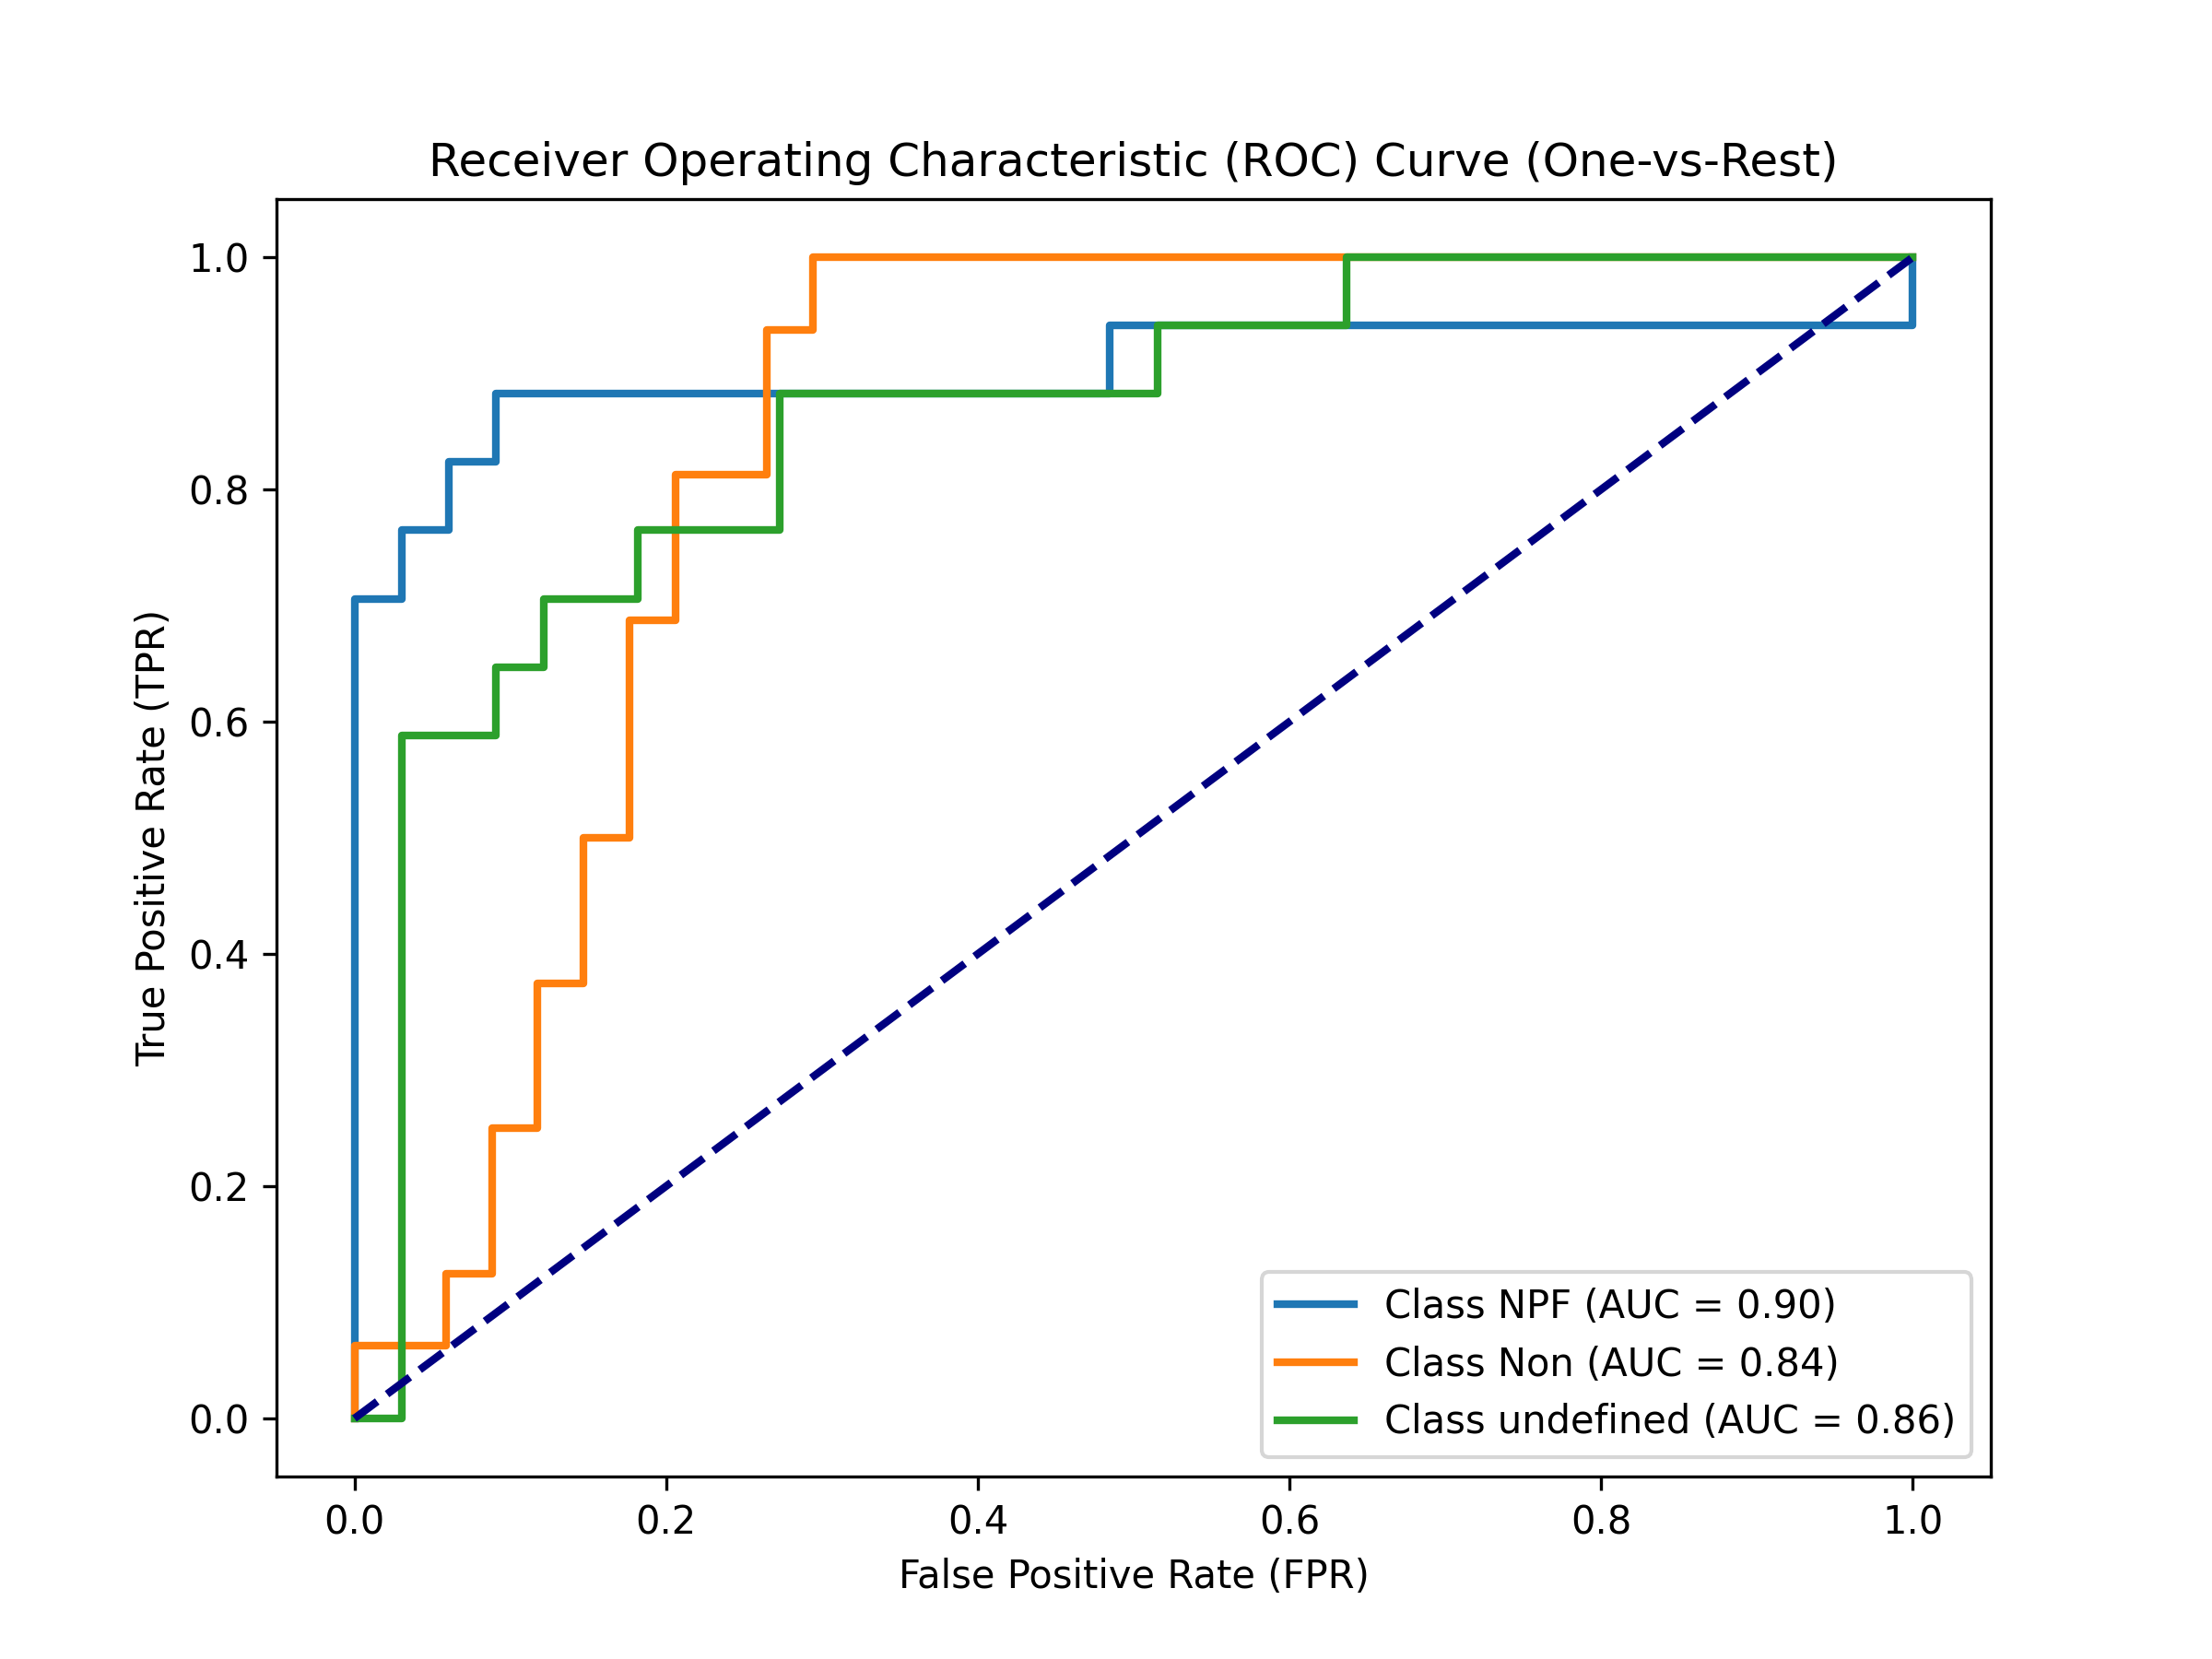 Receiver Operating Characteristic (ROC) Curve (One-vs-Rest)
1.0
0.8
0.6
0.4
0.2
0.0
True Positive Rate (TPR)
Class NPF (AUC = 0.90)
Class Non (AUC = 0.84)
Class undefined (AUC = 0.86)
0.0 0.2 0.4 0.6 0.8 1.0
False Positive Rate (FPR)